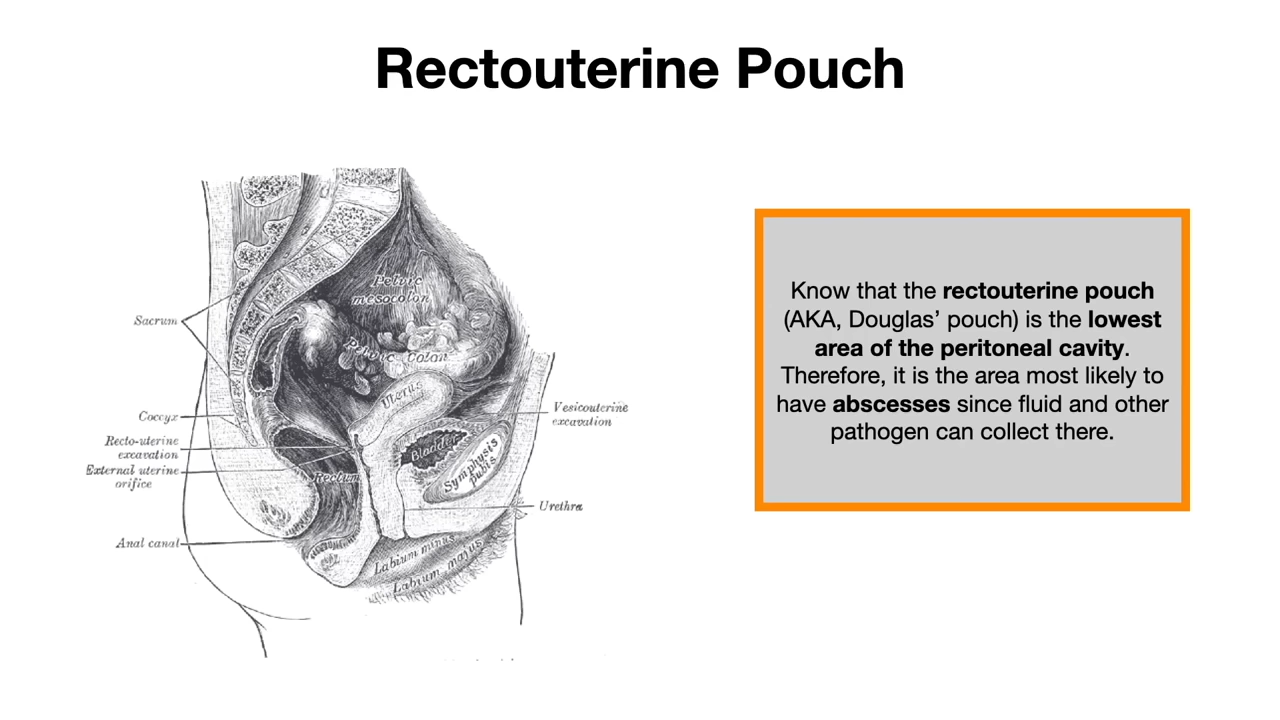 Rectouterine Pouch
Pelvic
mesocolon
Sacrum
Pelvic colon
Uterus
Coccyx
Vesicouterine
excavation
Recto-uterine
excavation
Bladder
External uterine
orifice
Rectum
Symphysis
pubis
Urethra
Anal canal
Labium minus
Labium majus
Know that the rectouterine pouch
(AKA, Douglas’ pouch) is the lowest
area of the peritoneal cavity.
Therefore, it is the area most likely to
have abscesses since fluid and other
pathogen can collect there.